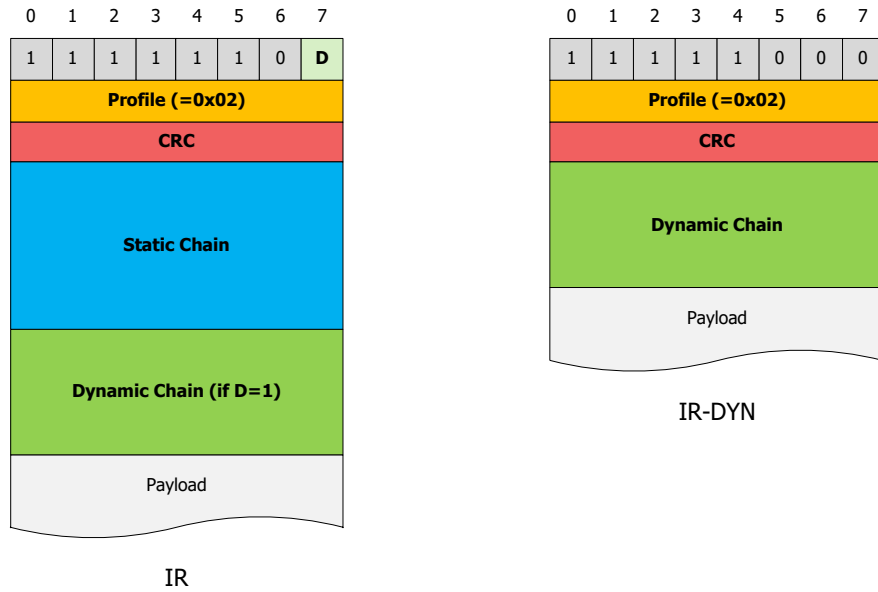 0 1 2 3 4 5 6 7
1 1 1 1 1 1 0 D
Profile (=0x02)
CRC
Static Chain
Dynamic Chain (if D=1)
Payload
IR
0 1 2 3 4 5 6 7
1 1 1 1 1 0 0 0
Profile (=0x02)
CRC
Dynamic Chain
Payload
IR-DYN